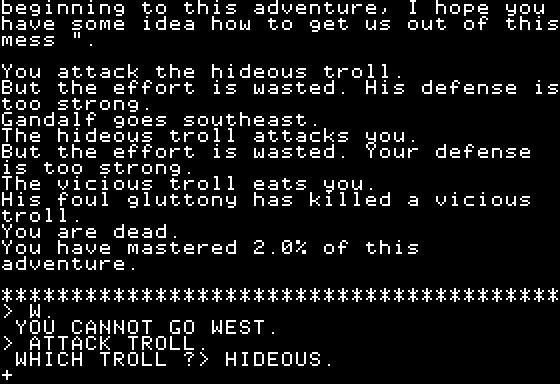 beginning to this adventure, I hope you
have some idea how to get us out of this
mess ".
You attack the hideous troll.
But the effort is wasted. His defense is
too strong.
Gandalf goes southeast.
The hideous troll attacks you.
But the effort is wasted. Your defense
is too strong.
The vicious troll eats you.
His foul gluttony has killed a vicious
troll.
You are dead.
You have mastered 2.0% of this
adventure.
****************************************
> W.
YOU CANNOT GO WEST.
> ATTACK TROLL.
WHICH TROLL ?> HIDEOUS.
+